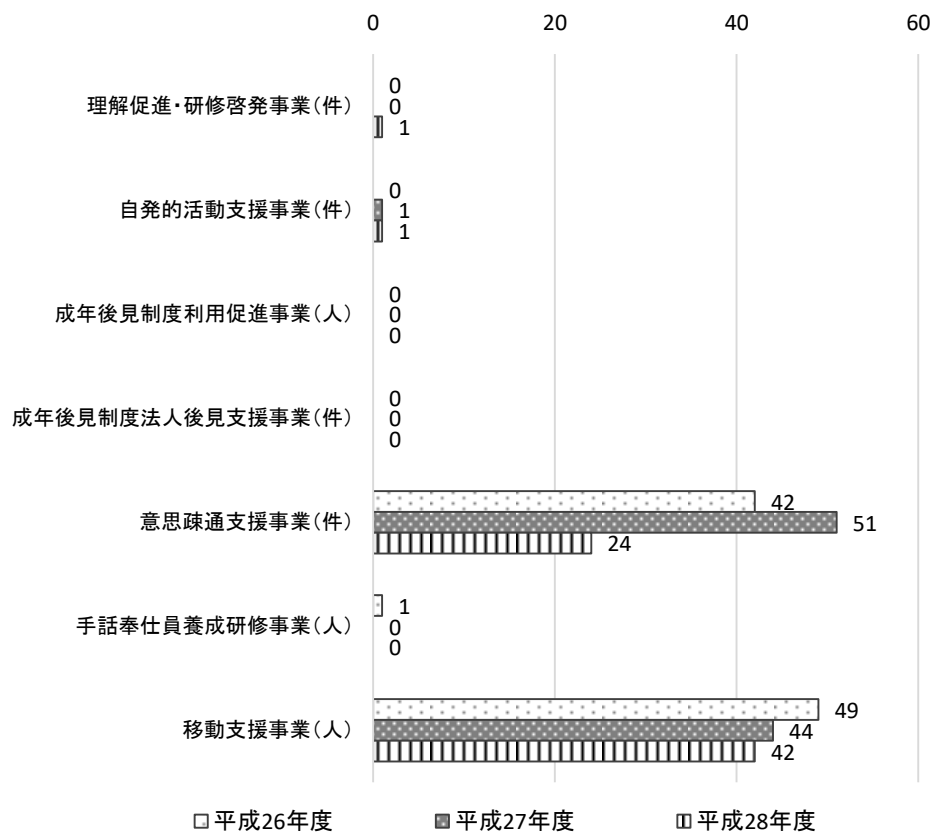 0 20 40 60
理解促進・研修啓発事業(件)
0
0
1
自発的活動支援事業(件)
0
1
1
成年後見制度利用促進事業(人)
0
0
0
成年後見制度法人後見支援事業(件)
0
0
0
意思疎通支援事業(件)
42
51
24
手話奉仕員養成研修事業(人)
1
0
0
移動支援事業(人)
49
44
42
平成26年度 平成27年度 平成28年度